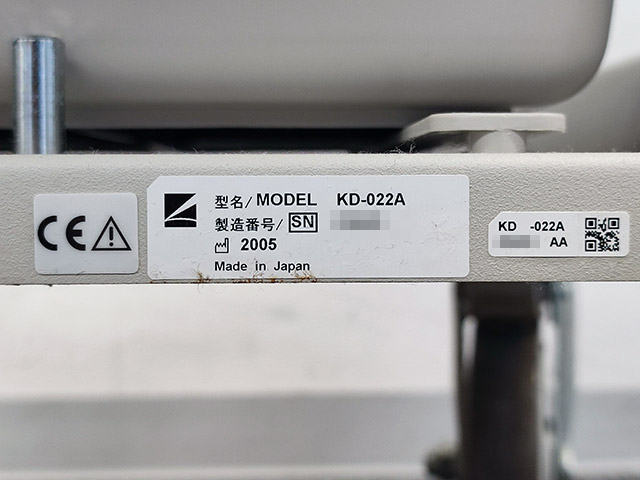 CE
型名/MODEL KD-022A
製造番号/ SN
2005
Made in Japan
KD -022A
AA